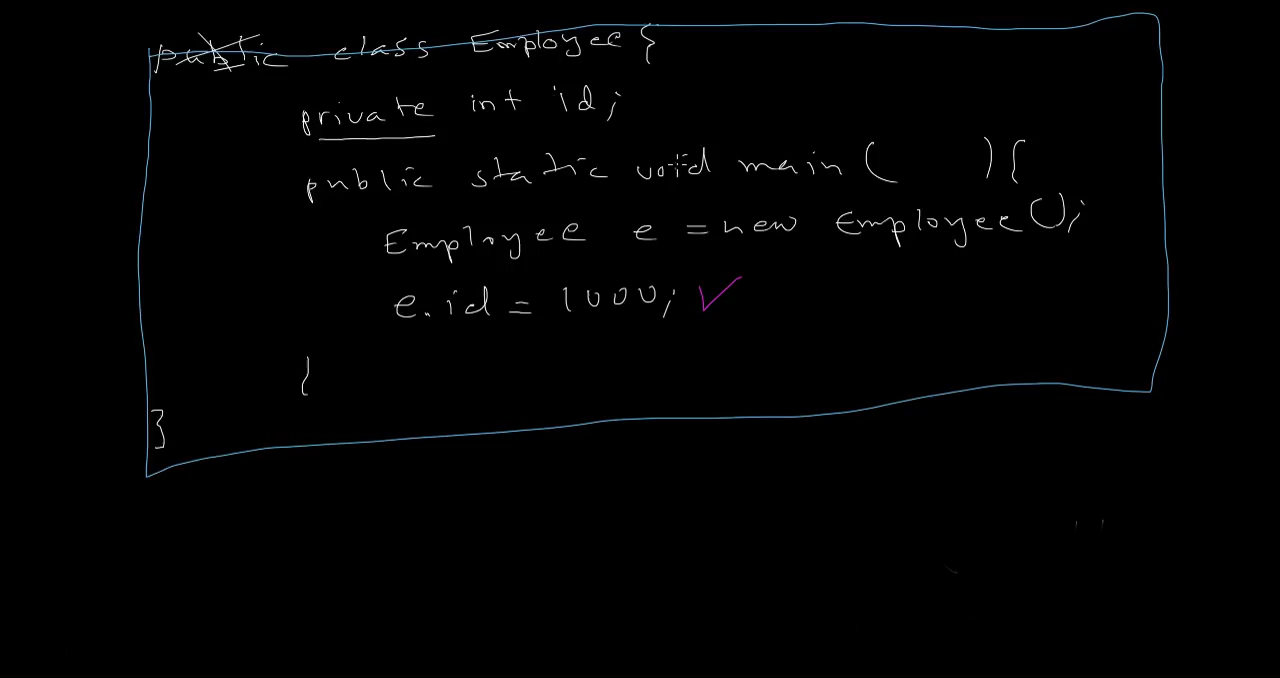 public class Employee {
private int id;
public static void main( ){
Employee e = new Employee();
e.id = 1000;
{
}